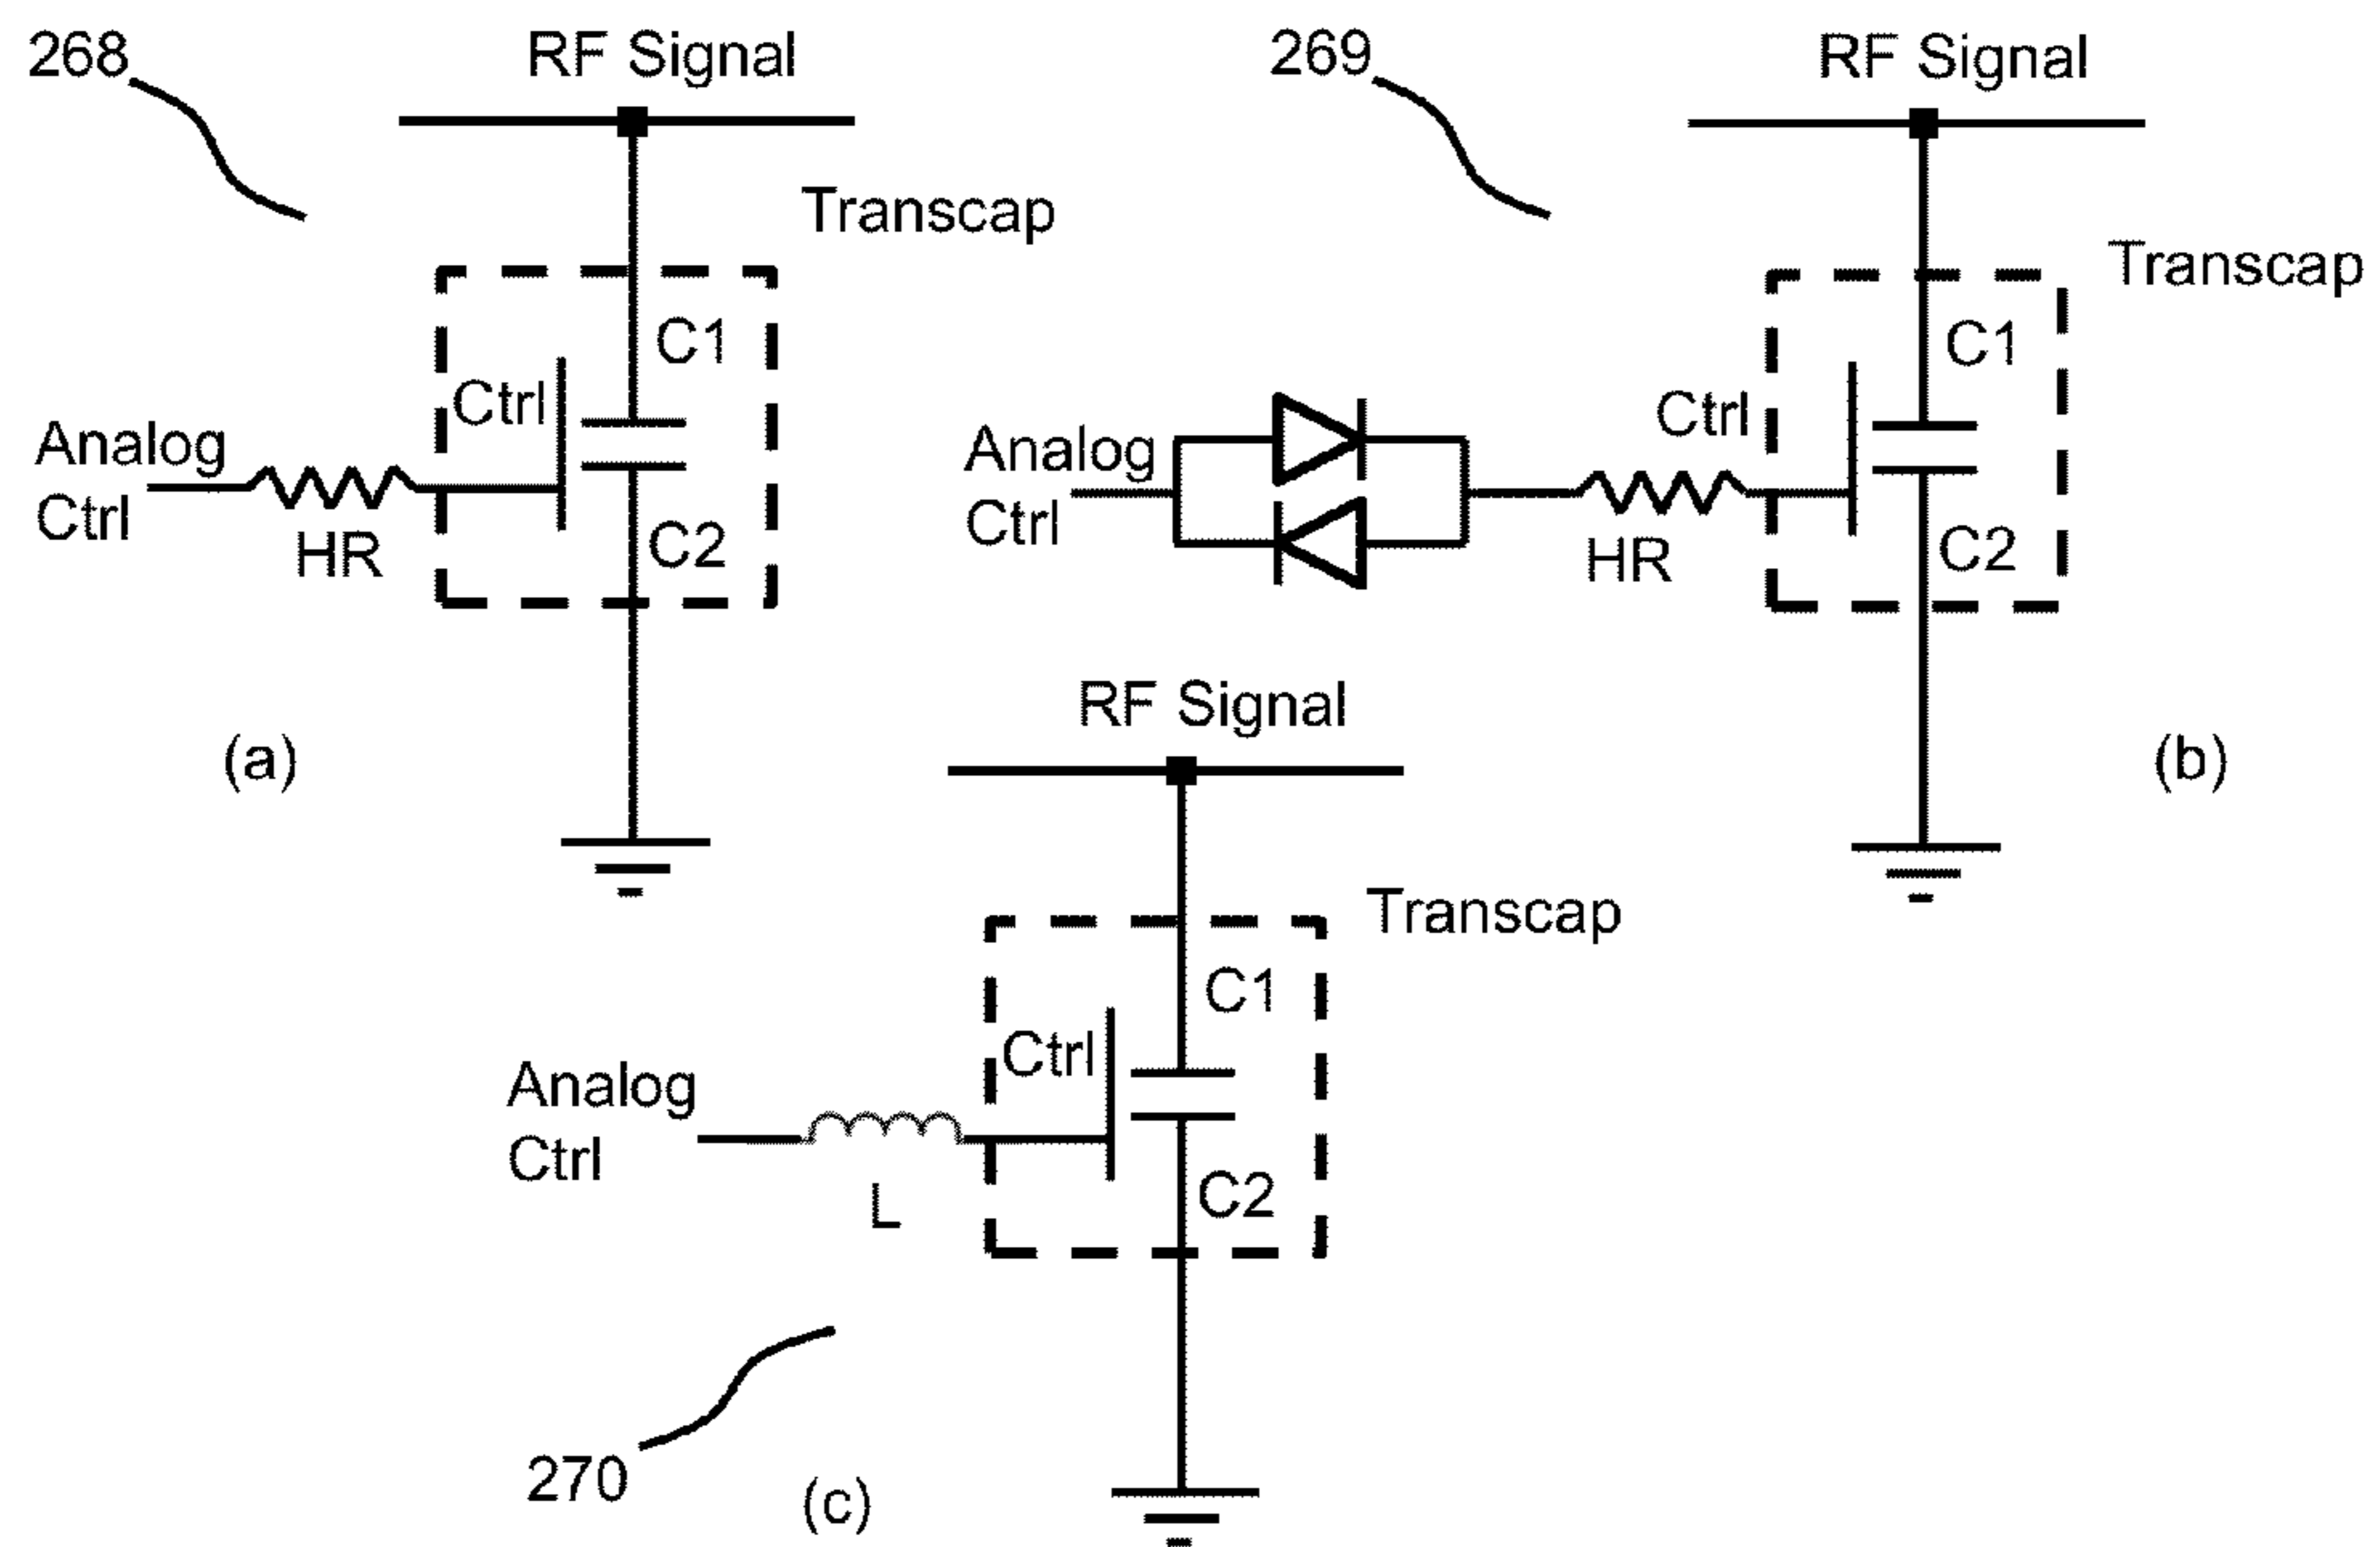 268
RF Signal
Transcap
C1
Ctrl
Analog
Ctrl
HR
C2
(a)
269
RF Signal
Transcap
C1
Ctrl
Analog
Ctrl
HR
C2
(b)
RF Signal
Transcap
C1
Ctrl
Analog
Ctrl
L
C2
270
(c)